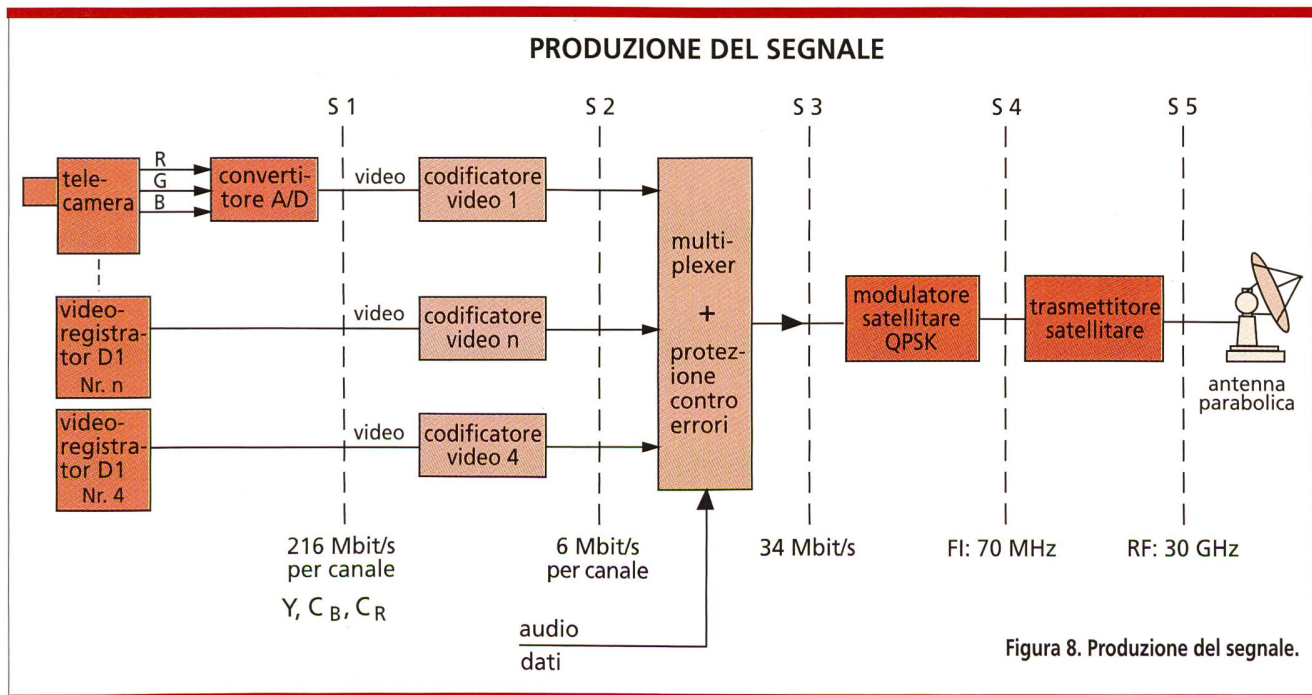 PRODUZIONE DEL SEGNALE
S 1
S 2
S 3
S 4
S 5
tele-
camera
R
G
B
converti-
tore A/D
video
codificatore
video 1
video-
registra-
tor D1
Nr. n
video
codificatore
video n
video-
registra-
tor D1
Nr. 4
video
codificatore
video 4
multi-
plexer
+
protez-
ione
contro
errori
modulatore
satellitare
QPSK
trasmettitore
satellitare
antenna
parabolica
216 Mbit/s
per canale
Y, CB, CR
6 Mbit/s
per canale
34 Mbit/s
FI: 70 MHz
RF: 30 GHz
audio
dati
Figura 8. Produzione del segnale.